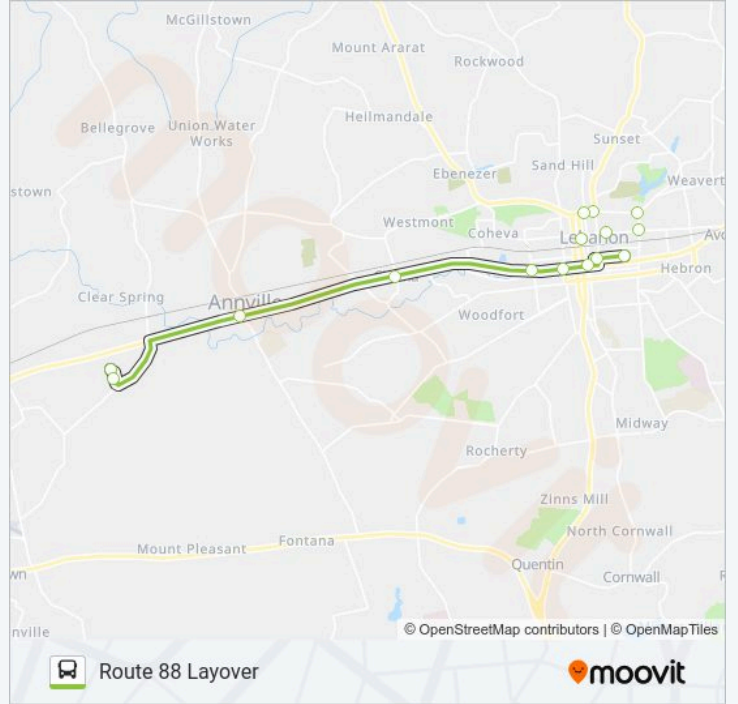 McGillstown
Mount Ararat
Rockwood
Heilmandale
Bellegrove
Union Water
Works
Sunset
Sand Hill
Ebenezer
stown
Weavert
Westmont
Coheva
Lebanon
Avo
Hebron
Clear Spring
Annville
Woodfort
Midway
Rocherty
Zinns Mill
North Cornwall
Fontana
Mount Pleasant
Quentin
wn
Cornwall
nville
© OpenStreetMap contributors | © OpenMapTiles
Route 88 Layover
moovit